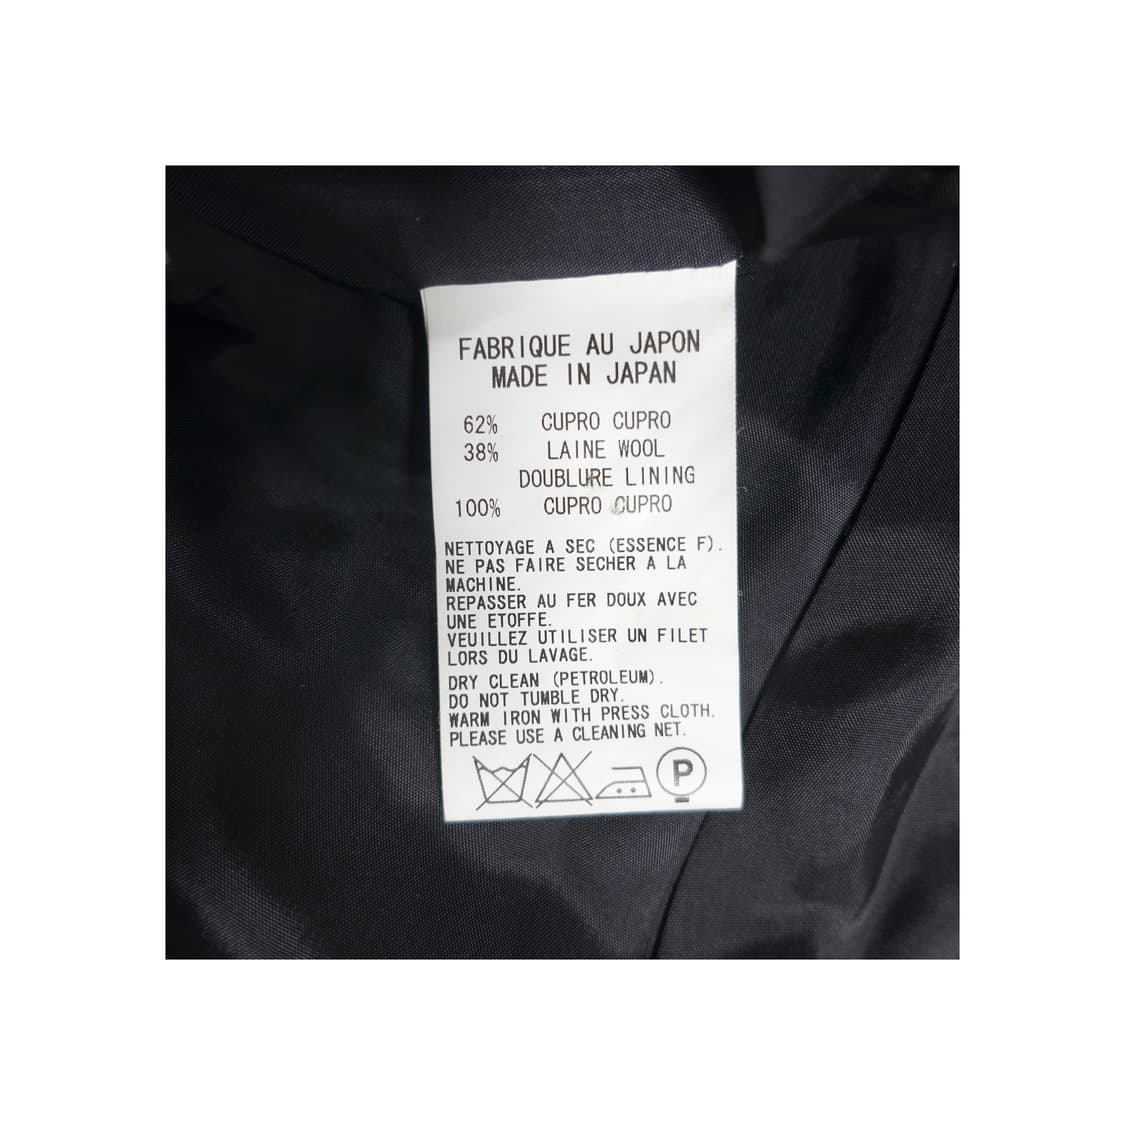 FABRIQUE AU JAPON
MADE IN JAPAN
62% CUPRO CUPRO
38% LAINE WOOL
DOUBLURE LINING
100% CUPRO CUPRO
NETTOYAGE A SEC (ESSENCE F).
NE PAS FAIRE SECHER A LA
MACHINE.
REPASSER AU FER DOUX AVEC
UNE ETOFFE.
VEUILLEZ UTILISER UN FILET
LORS DU LAVAGE.
DRY CLEAN (PETROLEUM).
DO NOT TUMBLE DRY.
WARM IRON WITH PRESS CLOTH.
PLEASE USE A CLEANING NET.
P